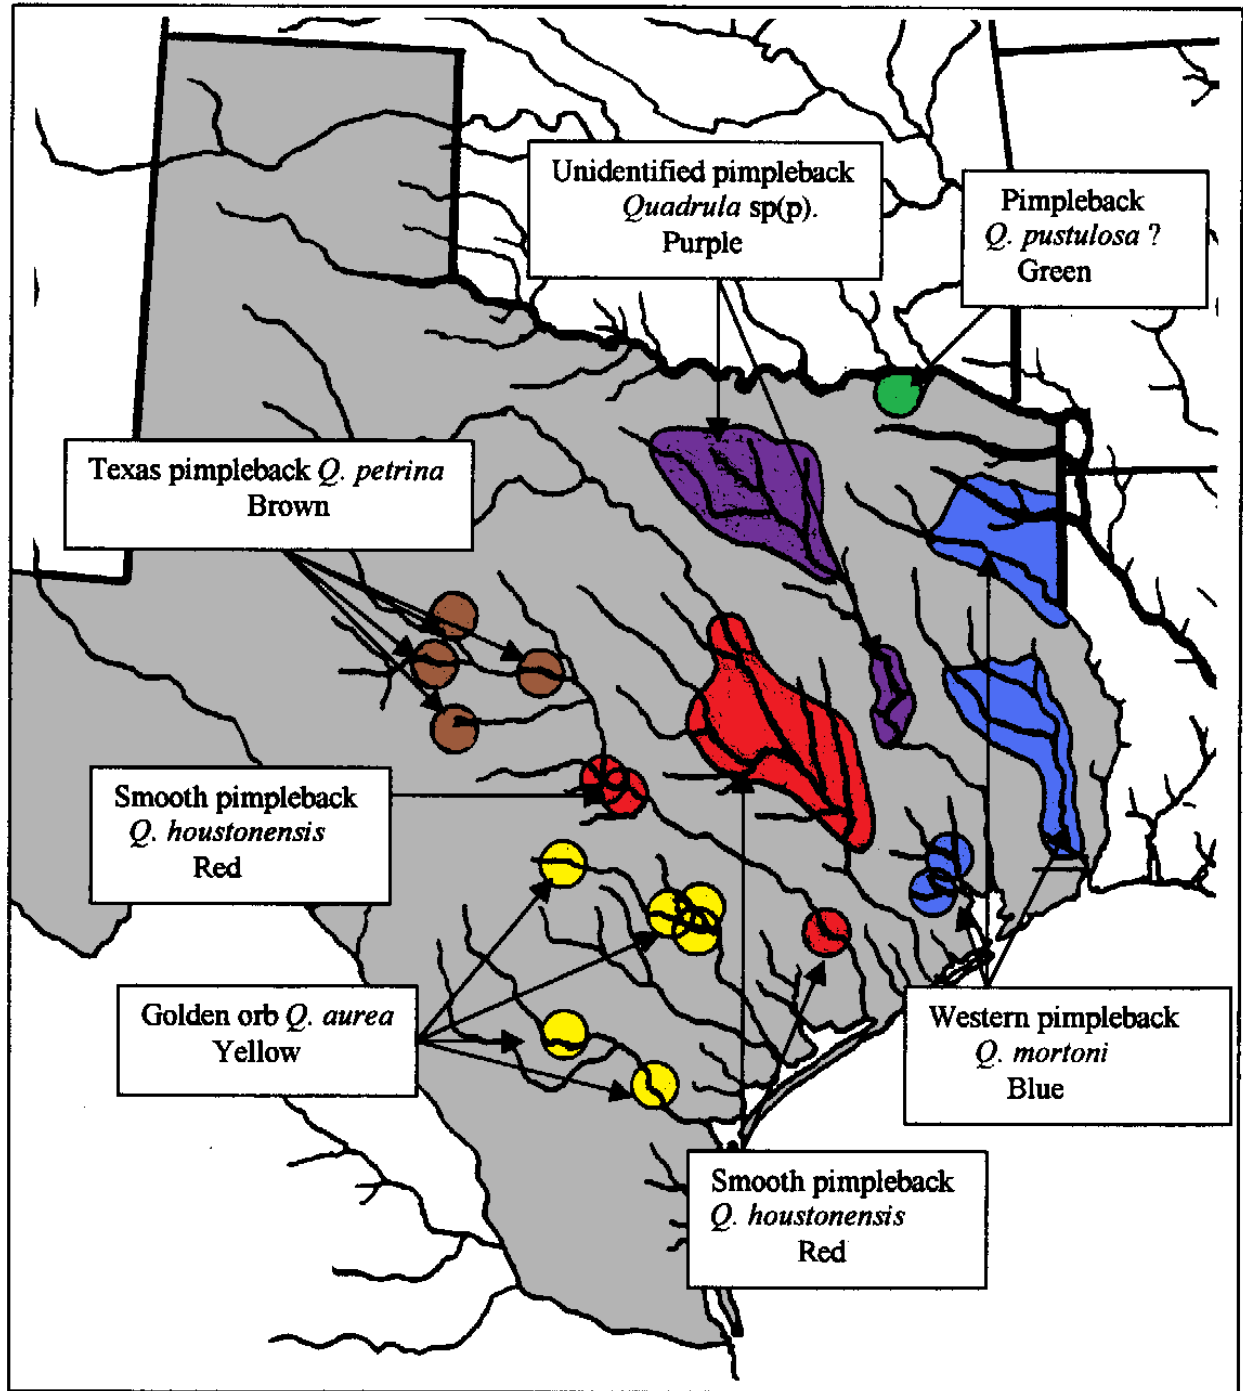 Unidentified pimpleback
Quadrula sp(p).
Purple
Pimpleback
Q. pustulosa ?
Green
Texas pimpleback Q. petrina
Brown
Smooth pimpleback
Q. houstonensis
Red
Golden orb Q. aurea
Yellow
Western pimpleback
Q. mortoni
Blue
Smooth pimpleback
Q. houstonensis
Red